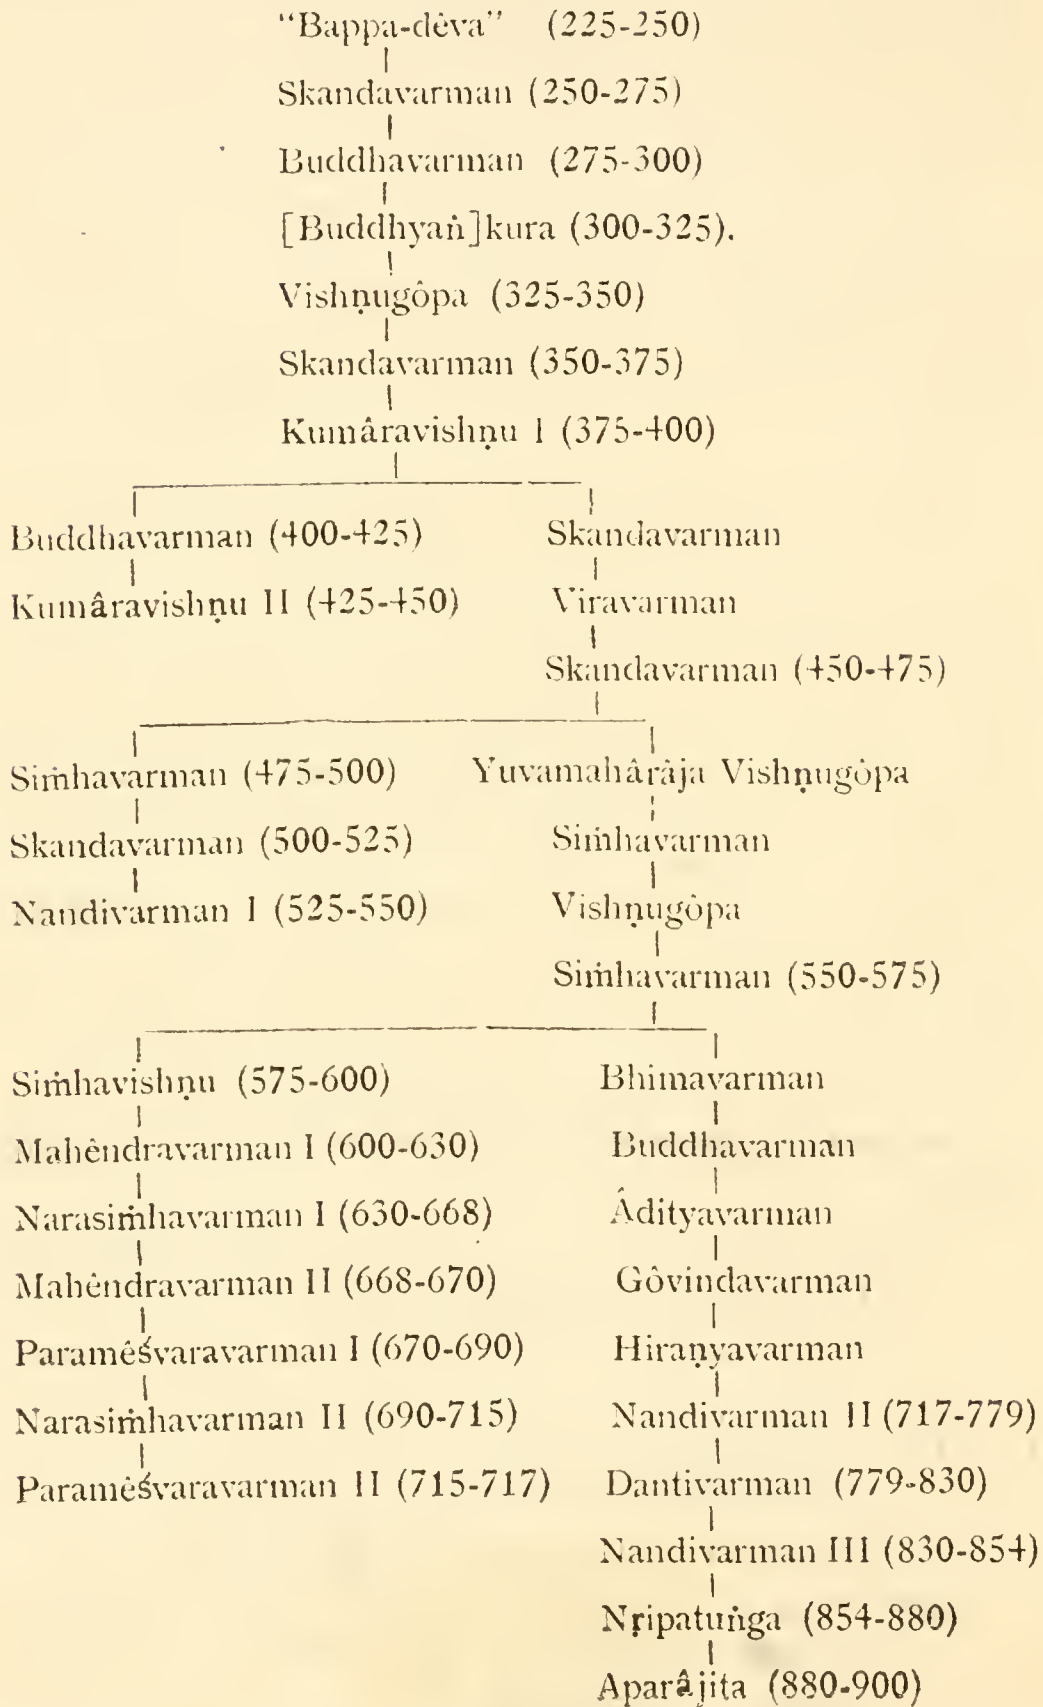 “Bappa-dêva” (225-250)
Skandavarman (250-275)
Buddhavarman (275-300)
[Buddhyaṅ]kura (300-325).
Vishṇugôpa (325-350)
Skandavarman (350-375)
Kumâravishṇu I (375-400)
Buddhavarman (400-425) Skandavarman
Kumâravishṇu II (425-450) Viravarman
Skandavarman (450-475)
Siṁhavarman (475-500) Yuvamahârâja Vishṇugôpa
Skandavarman (500-525) Siṁhavarman
Nandivarman I (525-550) Vishṇugôpa
Siṁhavarman (550-575)
Siṁhavishṇu (575-600) Bhimavarman
Mahêndravarman I (600-630) Buddhavarman
Narasiṁhavarman I (630-668) Âdityavarman
Mahêndravarman II (668-670) Gôvindavarman
Paramêśvaravarman I (670-690) Hiraṇyavarman
Narasiṁhavarman II (690-715) Nandivarman II (717-779)
Paramêśvaravarman II (715-717) Dantivarman (779-830)
Nandivarman III (830-854)
Nṛipatuṅga (854-880)
Aparâjita (880-900)